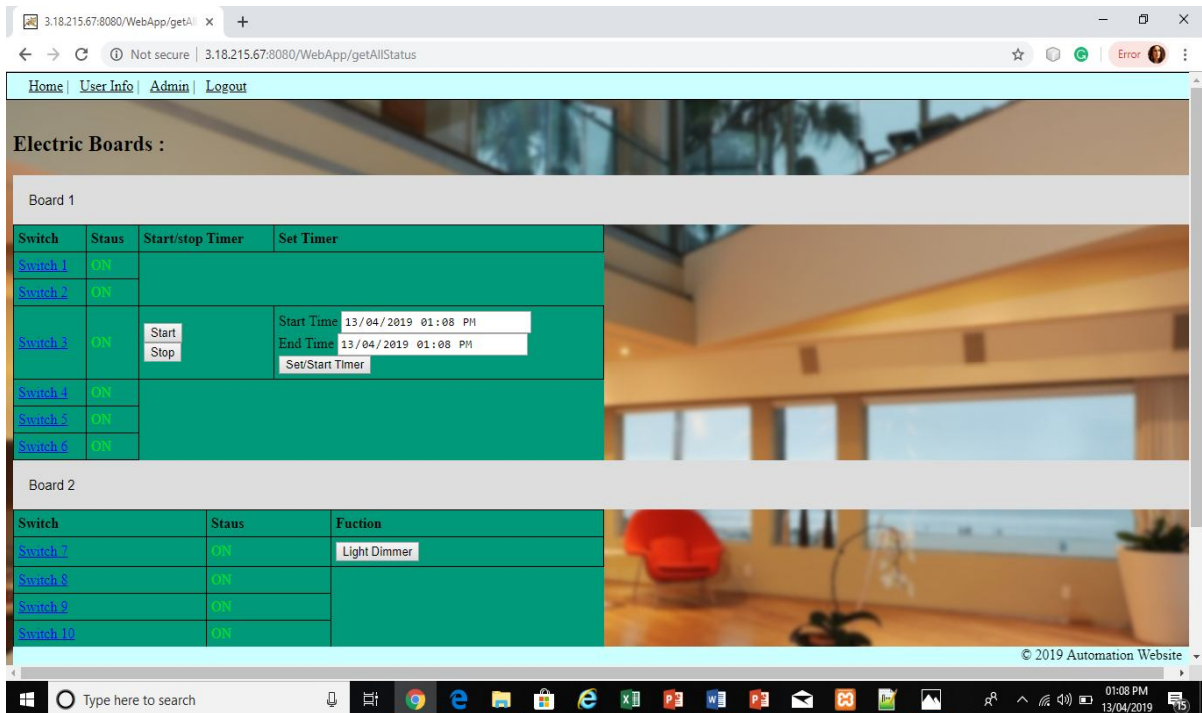 3.18.215.67:8080/WebApp/getAl
Not secure | 3.18.215.67:8080/WebApp/getAllStatus
Error
Home | User Info | Admin | Logout
Electric Boards :
Board 1
Switch Staus Start/stop Timer Set Timer
Switch 1 ON
Switch 2 ON
Switch 3 ON Start Stop Start Time 13/04/2019 01:08 PM
End Time 13/04/2019 01:08 PM
Set/Start TImer
Switch 4 ON
Switch 5 ON
Switch 6 ON
Board 2
Switch Staus Fuction
Switch 7 ON Light Dimmer
Switch 8 ON
Switch 9 ON
Switch 10 ON
© 2019 Automation Website
Type here to search
01:08 PM
13/04/2019
15